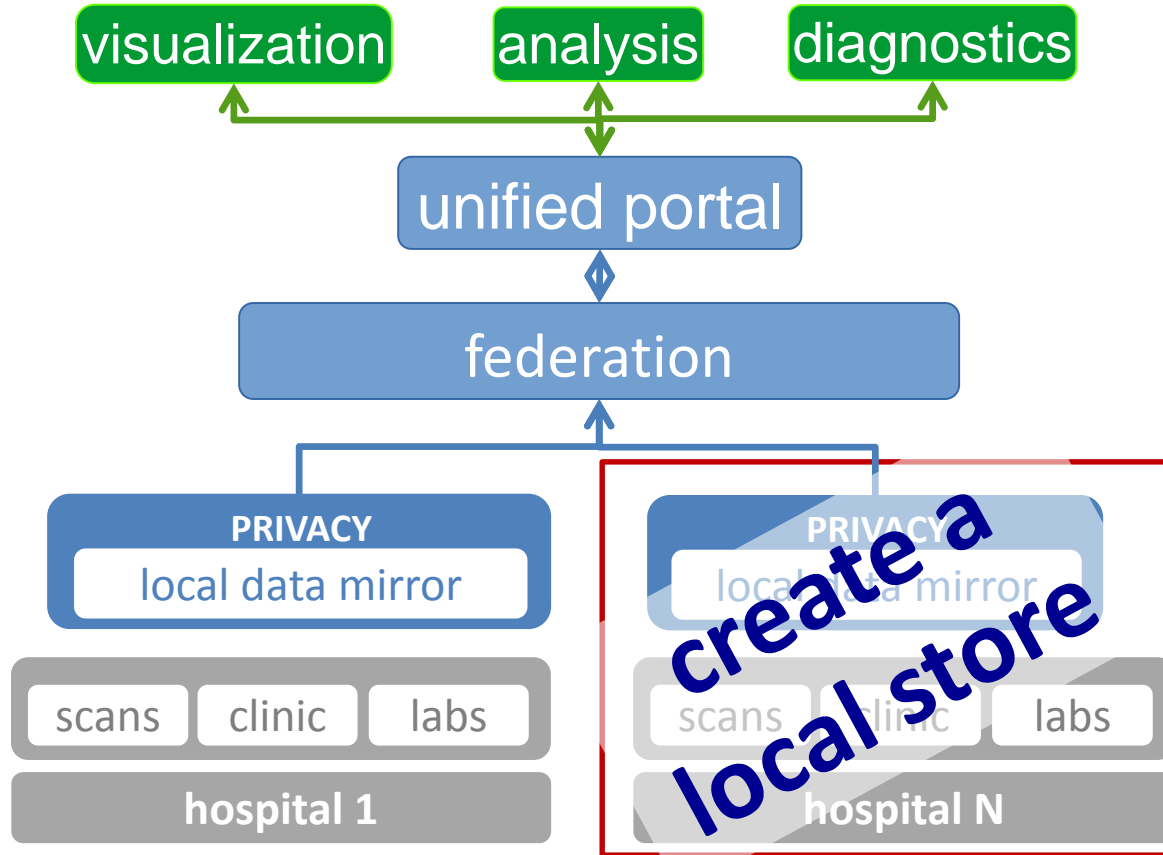 visualization analysis diagnostics
unified portal
federation
PRIVACY
local data mirror
scans clinic labs
hospital 1
PRIVACY
local data mirror
scans clinic labs
hospital N
create a
local store